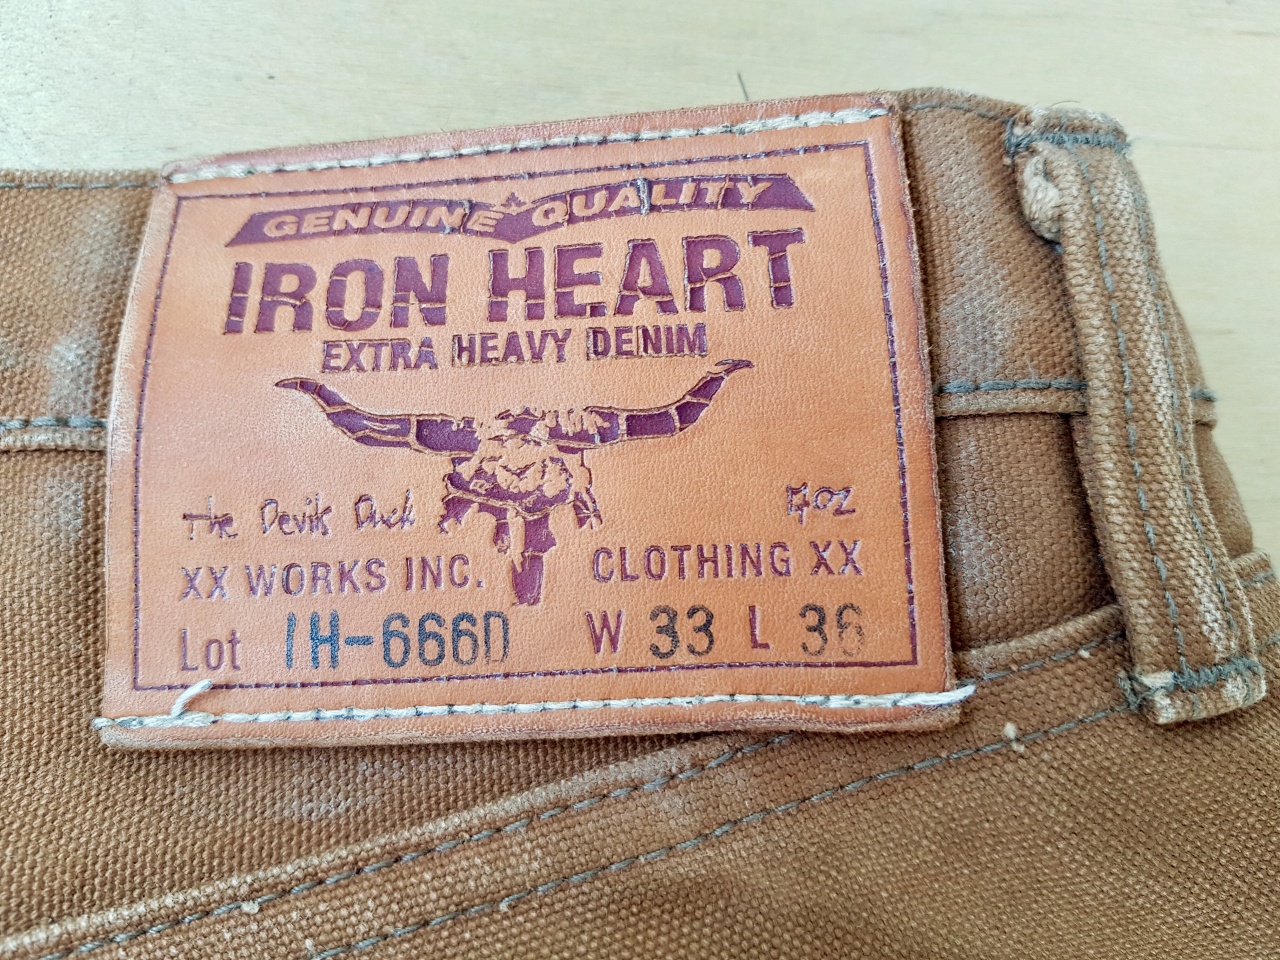 GENUINE QUALITY
IRON HEART
EXTRA HEAVY DENIM
The Devil's Duck 17oz
XX WORKS INC. CLOTHING XX
Lot IH-666D W 33 L 36